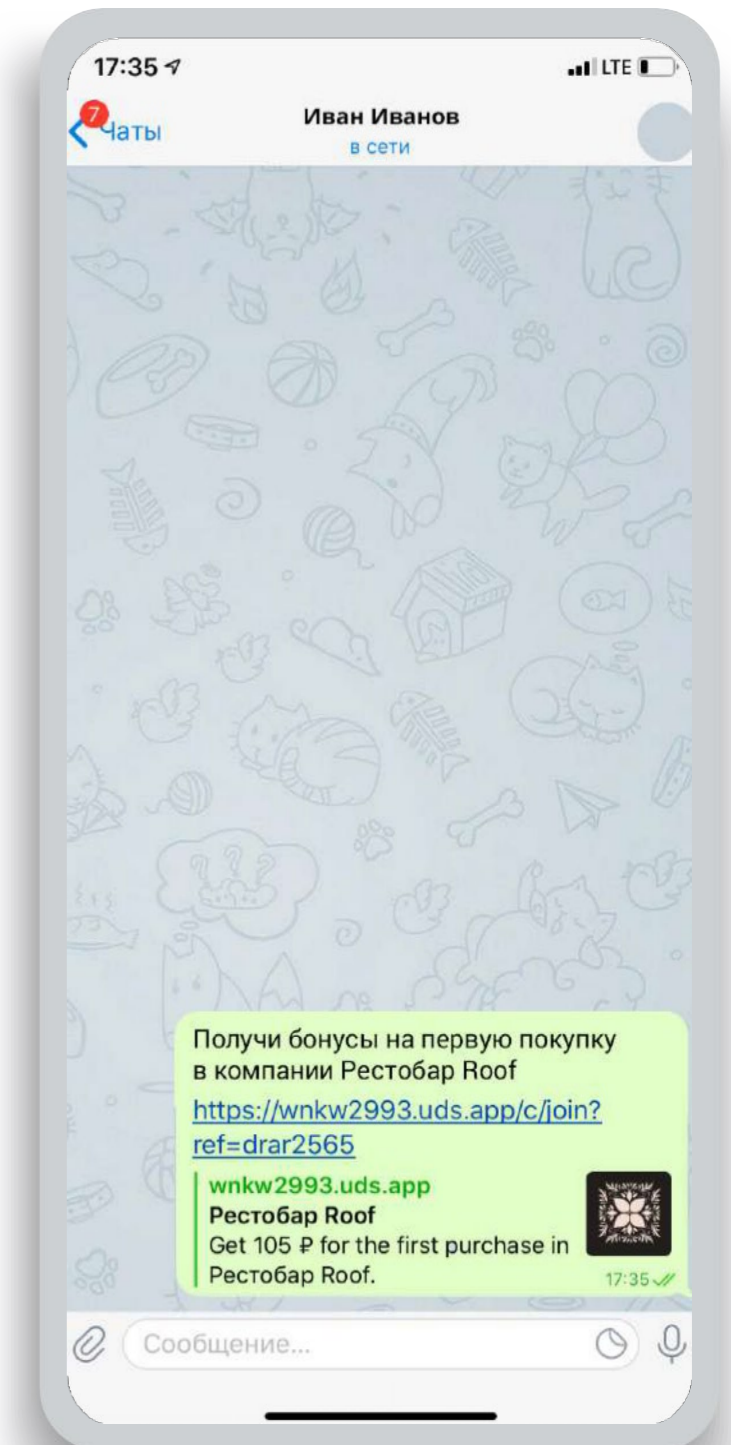 17:35
LTE
7
Чаты
Иван Иванов
в сети
Получи бонусы на первую покупку
в компании Рестобар Roof
https://wnkw2993.uds.app/c/join?
ref=drar2565
wnkw2993.uds.app
Рестобар Roof
Get 105 ₽ for the first purchase in
Рестобар Roof.
17:35
Сообщение...